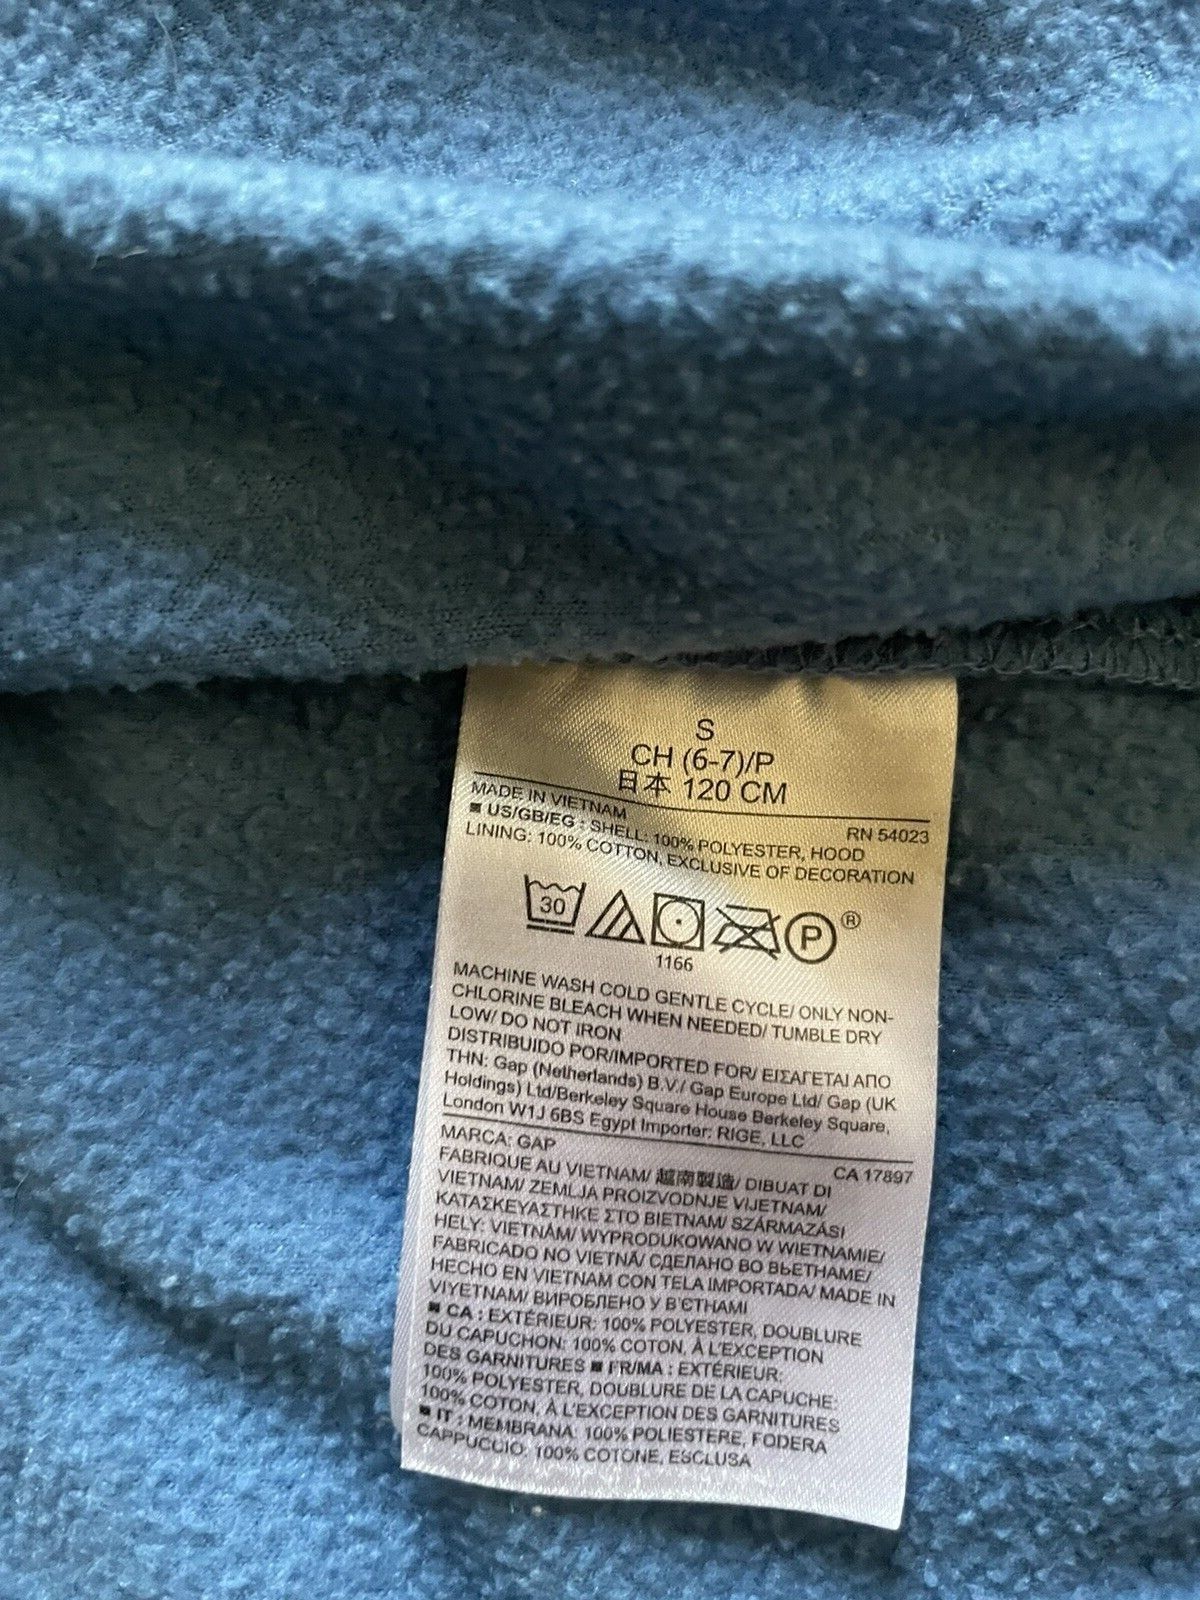 S
CH (6-7)/P
日本 120 CM
MADE IN VIETNAM
RN 54023
■ US/GB/EG : SHELL: 100% POLYESTER, HOOD
LINING: 100% COTTON, EXCLUSIVE OF DECORATION
30
P ®
1166
MACHINE WASH COLD GENTLE CYCLE/ ONLY NON-
CHLORINE BLEACH WHEN NEEDED/ TUMBLE DRY
LOW/ DO NOT IRON
DISTRIBUIDO POR/IMPORTED FOR/ ΕΙΣΑΓΕΤΑΙ ΑΠΟ
THN: Gap (Netherlands) B.V./ Gap Europe Ltd/ Gap (UK
Holdings) Ltd/Berkeley Square House Berkeley Square,
London W1J 6BS Egypt Importer: RIGE, LLC
MARCA: GAP
CA 17897
FABRIQUE AU VIETNAM/ 越南製造/ DIBUAT DI
VIETNAM/ ZEMLJA PROIZVODNJE VIJETNAM/
ΚΑΤΑΣΚΕΥΑΣΤΗΚΕ ΣΤΟ ΒΙΕΤΝΑΜ/ SZÁRMAZÁSI
HELY: VIETNÁM/ WYPRODUKOWANO W WIETNAMIE/
FABRICADO NO VIETNÃ/ СДЕЛАНО ВО ВЬЕТНАМЕ/
HECHO EN VIETNAM CON TELA IMPORTADA/ MADE IN
VIYETNAM/ ВИРОБЛЕНО У В'ЄТНАМІ
■ CA : EXTÉRIEUR: 100% POLYESTER, DOUBLURE
DU CAPUCHON: 100% COTON, À L'EXCEPTION
DES GARNITURES ■ FR/MA : EXTÉRIEUR:
100% POLYESTER, DOUBLURE DE LA CAPUCHE:
100% COTON, À L'EXCEPTION DES GARNITURES
■ IT : MEMBRANA: 100% POLIESTERE, FODERA
CAPPUCCIO: 100% COTONE, ESCLUSA